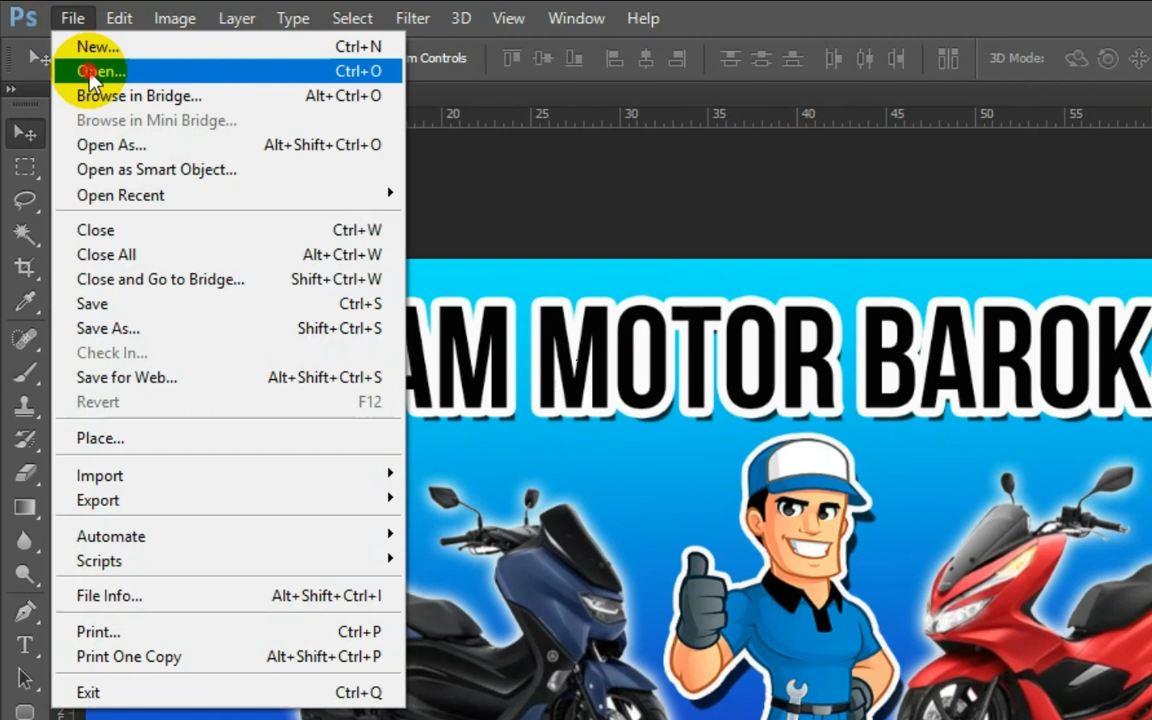 Ps File Edit Image Layer Type Select Filter 3D View Window Help
m Controls 3D Mode:
20 25 30 35 40 45 50 55
New... Ctrl+N
Open... Ctrl+O
Browse in Bridge... Alt+Ctrl+O
Browse in Mini Bridge...
Open As... Alt+Shift+Ctrl+O
Open as Smart Object...
Open Recent
Close Ctrl+W
Close All Alt+Ctrl+W
Close and Go to Bridge... Shift+Ctrl+W
Save Ctrl+S
Save As... Shift+Ctrl+S
Check In...
Save for Web... Alt+Shift+Ctrl+S
Revert F12
Place...
Import
Export
Automate
Scripts
File Info... Alt+Shift+Ctrl+I
Print... Ctrl+P
Print One Copy Alt+Shift+Ctrl+P
Exit Ctrl+Q
AM MOTOR BAROK
T